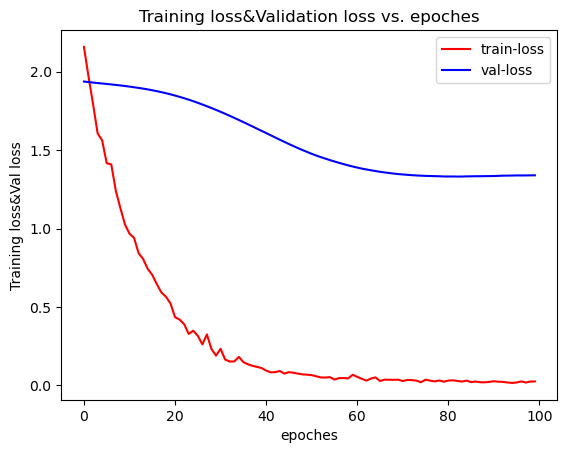 Training loss&Validation loss vs. epoches
train-loss
val-loss
Training loss&Val loss
2.0
1.5
1.0
0.5
0.0
0 20 40 60 80 100
epoches